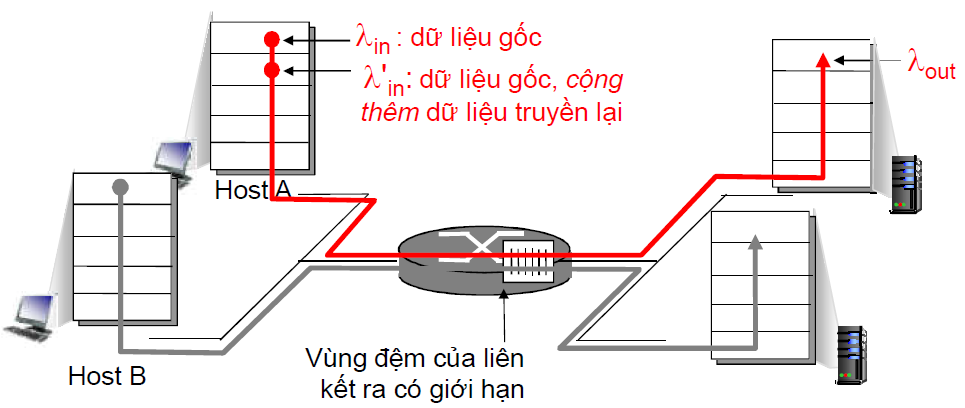 λin : dữ liệu gốc
λ'in: dữ liệu gốc, cộng
thêm dữ liệu truyền lại
λout
Host A
Host B
Vùng đệm của liên
kết ra có giới hạn